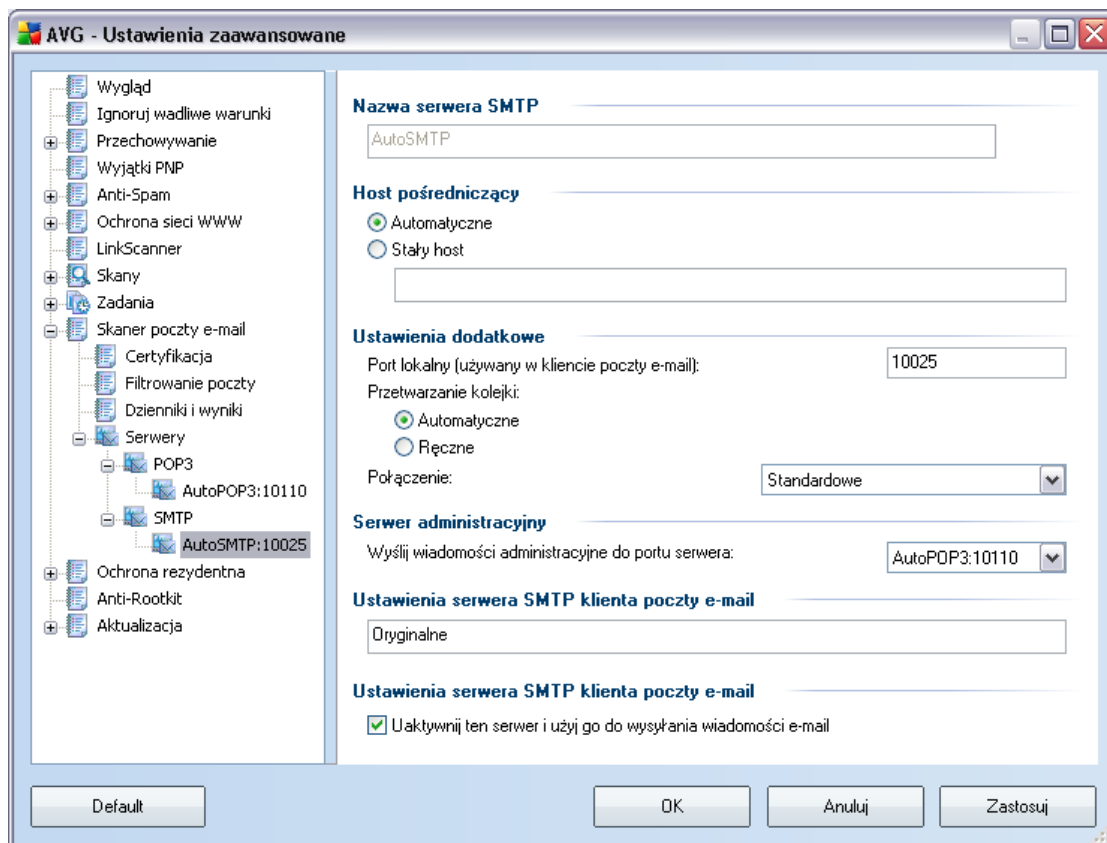 AVG - Ustawienia zaawansowane
Wygląd
Ignoruj wadliwe warunki
Przechowywanie
Wyjątki PNP
Anti-Spam
Ochrona sieci WWW
LinkScanner
Skany
Zadania
Skaner poczty e-mail
Certyfikacja
Filtrowanie poczty
Dzienniki i wyniki
Serwery
POP3
AutoPOP3:10110
SMTP
AutoSMTP:10025
Ochrona rezydentna
Anti-Rootkit
Aktualizacja
Nazwa serwera SMTP
AutoSMTP
Host pośredniczący
Automatyczne
Stały host
Ustawienia dodatkowe
Port lokalny (używany w kliencie poczty e-mail): 10025
Przetwarzanie kolejki:
Automatyczne
Ręczne
Połączenie: Standardowe
Serwer administracyjny
Wyślij wiadomości administracyjne do portu serwera: AutoPOP3:10110
Ustawienia serwera SMTP klienta poczty e-mail
Oryginalne
Ustawienia serwera SMTP klienta poczty e-mail
Uaktywnij ten serwer i użyj go do wysyłania wiadomości e-mail
Default OK Anuluj Zastosuj